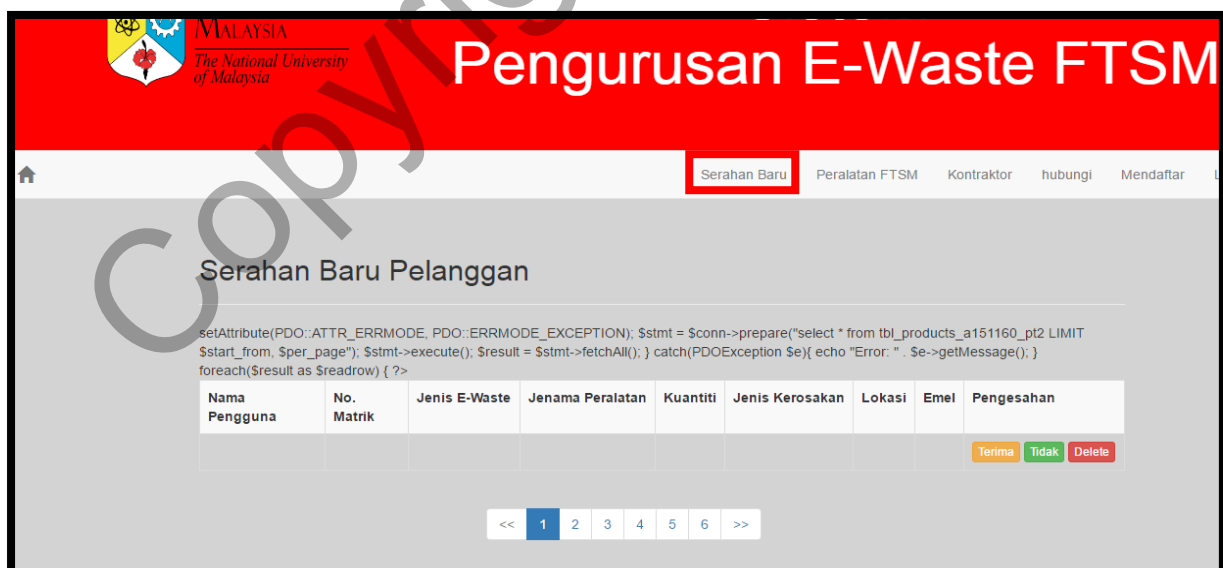 MALAYSIA
The National University
of Malaysia
Pengurusan E-Waste FTSM
Serahan Baru Peralatan FTSM Kontraktor hubungi Mendaftar
Serahan Baru Pelanggan
setAttribute(PDO::ATTR_ERRMODE, PDO::ERRMODE_EXCEPTION); $stmt = $conn->prepare("select * from tbl_products_a151160_pt2 LIMIT
$start_from, $per_page"); $stmt->execute(); $result = $stmt->fetchAll(); } catch(PDOException $e){ echo "Error: " . $e->getMessage(); }
foreach($result as $readrow) { ?>
Nama Pengguna No. Matrik Jenis E-Waste Jenama Peralatan Kuantiti Jenis Kerosakan Lokasi Emel Pengesahan
Terima Tidak Delete
<< 1 2 3 4 5 6 >>